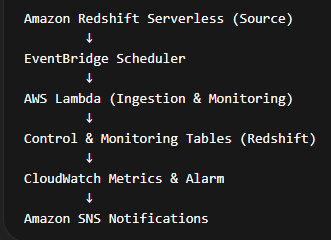 Amazon Redshift Serverless (Source)
↓
EventBridge Scheduler
↓
AWS Lambda (Ingestion & Monitoring)
↓
Control & Monitoring Tables (Redshift)
↓
CloudWatch Metrics & Alarm
↓
Amazon SNS Notifications